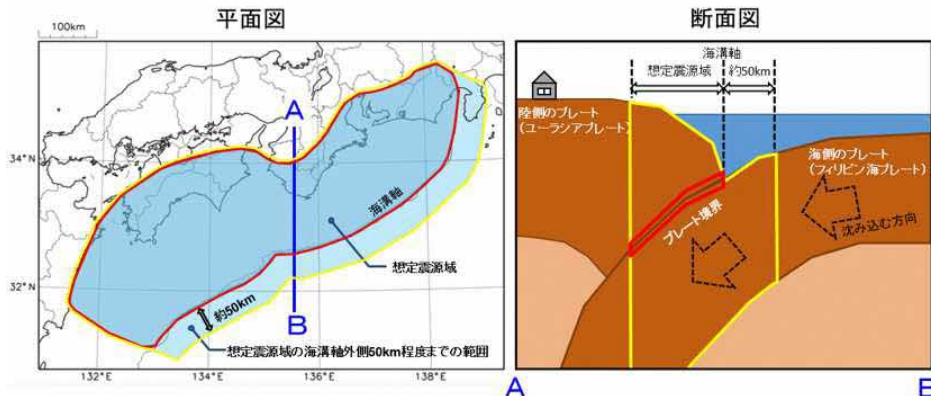 平面図
100km
A
34°N
海溝軸
想定震源域
32°N
約50km
B
想定震源域の海溝軸外側50km程度までの範囲
132°E
134°E
136°E
138°E
断面図
海溝軸
想定震源域
約50km
陸側のプレート
（ユーラシアプレート）
海側のプレート
（フィリピン海プレート）
プレート境界
沈み込む方向
A
B